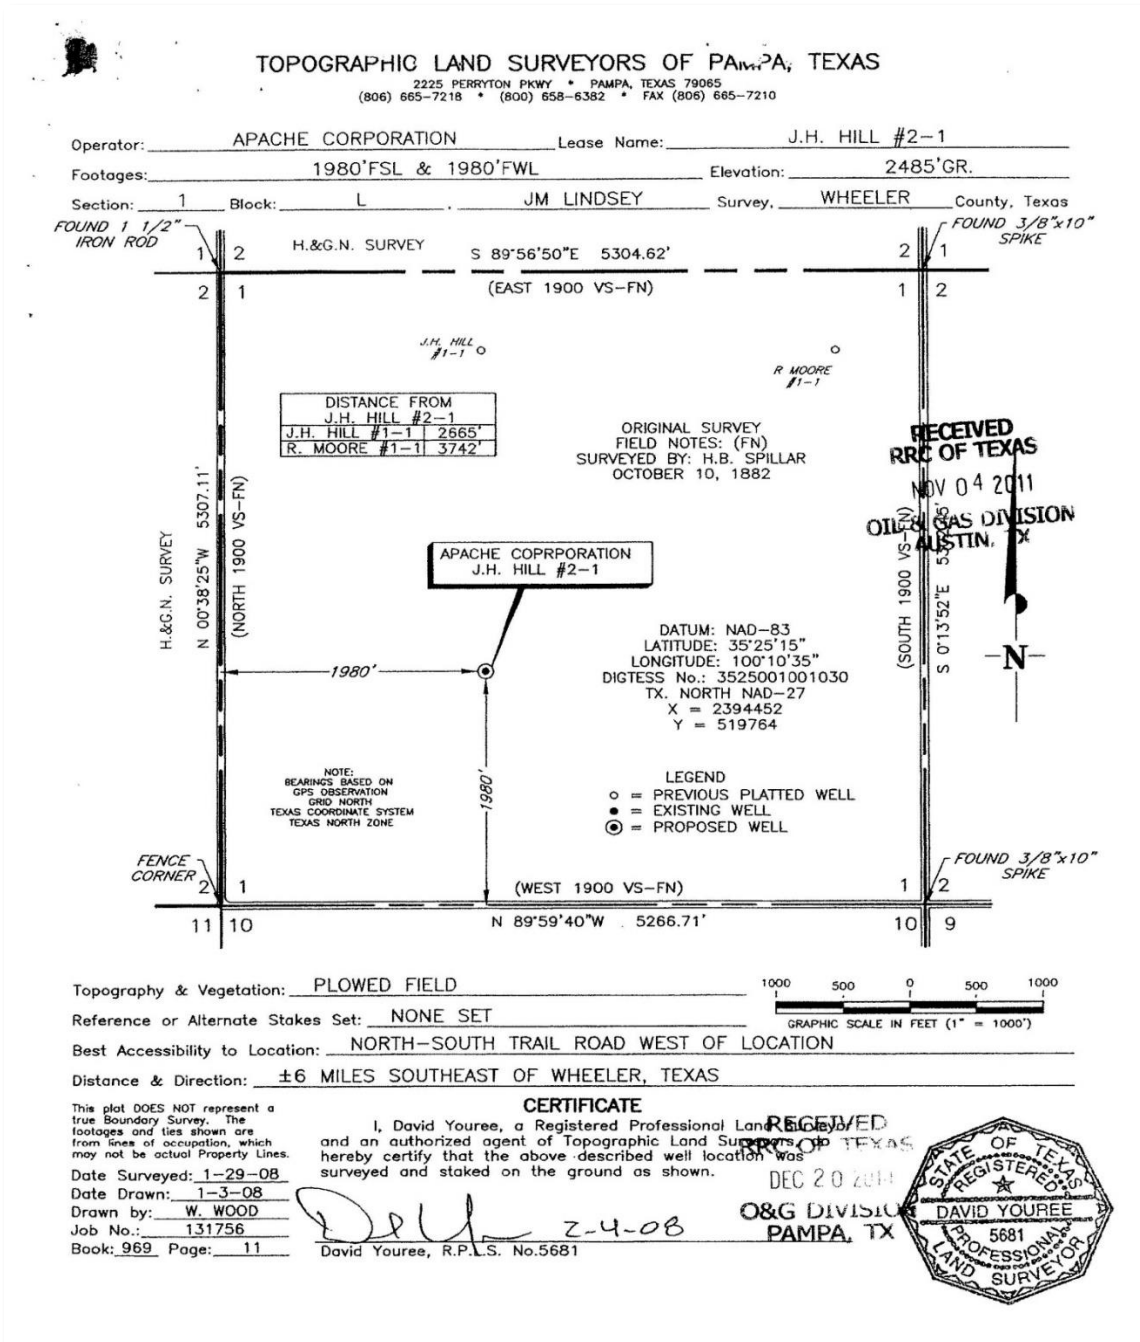 TOPOGRAPHIC LAND SURVEYORS OF PAMPA, TEXAS
2225 PERRYTON PKWY * PAMPA, TEXAS 79065
(806) 665-7218 * (800) 658-6382 * FAX (806) 665-7210
Operator: APACHE CORPORATION Lease Name: J.H. HILL #2-1
Footages: 1980'FSL & 1980'FWL Elevation: 2485'GR.
Section: 1 Block: L , JM LINDSEY Survey, WHEELER County, Texas
FOUND 1 1/2"
IRON ROD
FOUND 3/8"x10"
SPIKE
1 2 H.&G.N. SURVEY S 89°56'50"E 5304.62' 2 1
2 1 (EAST 1900 VS-FN) 1 2
J.H. HILL
#1-1
R MOORE
#1-1
DISTANCE FROM
J.H. HILL #2-1
J.H. HILL #1-1 2665'
R. MOORE #1-1 3742'
ORIGINAL SURVEY
FIELD NOTES: (FN)
SURVEYED BY: H.B. SPILLAR
OCTOBER 10, 1882
RECEIVED
RRC OF TEXAS
NOV 04 2011
OIL & GAS DIVISION
AUSTIN, TX
H.&G.N. SURVEY
N 00°38'25"W 5307.11'
(NORTH 1900 VS-FN)
APACHE COPRPORATION
J.H. HILL #2-1
(SOUTH 1900 VS-FN)
S 0°13'52"E
N
1980'
1980'
DATUM: NAD-83
LATITUDE: 35°25'15"
LONGITUDE: 100°10'35"
DIGTESS No.: 3525001001030
TX. NORTH NAD-27
X = 2394452
Y = 519764
NOTE:
BEARINGS BASED ON
GPS OBSERVATION
GRID NORTH
TEXAS COORDINATE SYSTEM
TEXAS NORTH ZONE
LEGEND
= PREVIOUS PLATTED WELL
= EXISTING WELL
= PROPOSED WELL
FENCE
CORNER
FOUND 3/8"x10"
SPIKE
2 1 (WEST 1900 VS-FN) 1 2
11 10 N 89°59'40"W 5266.71' 10 9
Topography & Vegetation: PLOWED FIELD
1000 500 0 500 1000
GRAPHIC SCALE IN FEET (1" = 1000')
Reference or Alternate Stakes Set: NONE SET
Best Accessibility to Location: NORTH-SOUTH TRAIL ROAD WEST OF LOCATION
Distance & Direction: ±6 MILES SOUTHEAST OF WHEELER, TEXAS
This plat DOES NOT represent a
true Boundary Survey. The
footages and ties shown are
from lines of occupation, which
may not be actual Property Lines.
Date Surveyed: 1-29-08
Date Drawn: 1-3-08
Drawn by: W. WOOD
Job No.: 131756
Book: 969 Page: 11
CERTIFICATE
I, David Youree, a Registered Professional Land Surveyor
and an authorized agent of Topographic Land Surveyors, do
hereby certify that the above described well location was
surveyed and staked on the ground as shown.
2-4-08
David Youree, R.P.L.S. No.5681
RECEIVED
RRC OF TEXAS
DEC 20 2011
O&G DIVISION
PAMPA, TX
STATE OF TEXAS
REGISTERED
DAVID YOUREE
5681
PROFESSIONAL
LAND SURVEYOR